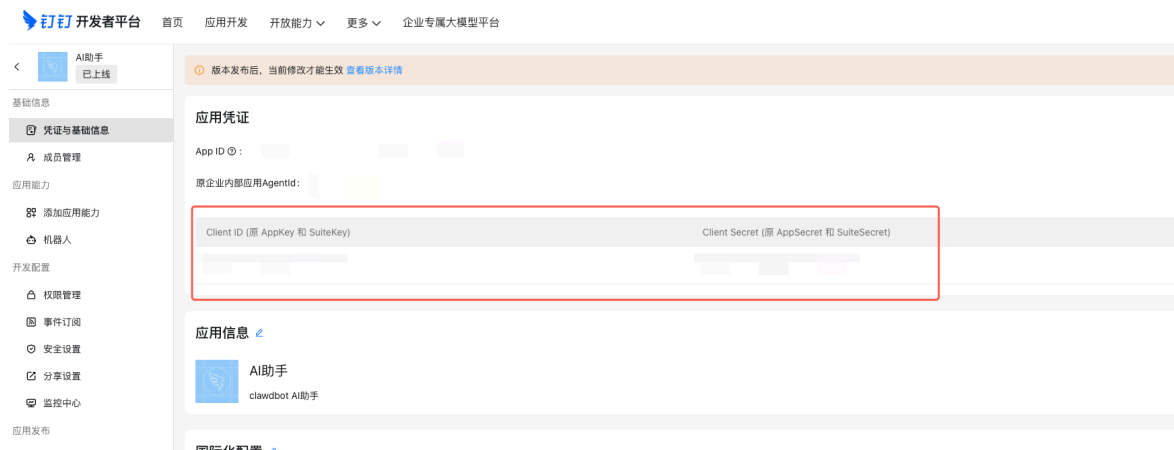 钉钉 开发者平台 首页 应用开发 开放能力 更多 企业专属大模型平台
AI助手
已上线
版本发布后，当前修改才能生效 查看版本详情
基础信息
凭证与基础信息
成员管理
应用能力
添加应用能力
机器人
开发配置
权限管理
事件订阅
安全设置
分享设置
监控中心
应用发布
应用凭证
App ID ? :
原企业内部应用AgentId:
Client ID (原 AppKey 和 SuiteKey) Client Secret (原 AppSecret 和 SuiteSecret)
应用信息
AI助手
clawdbot AI助手
国际化配置